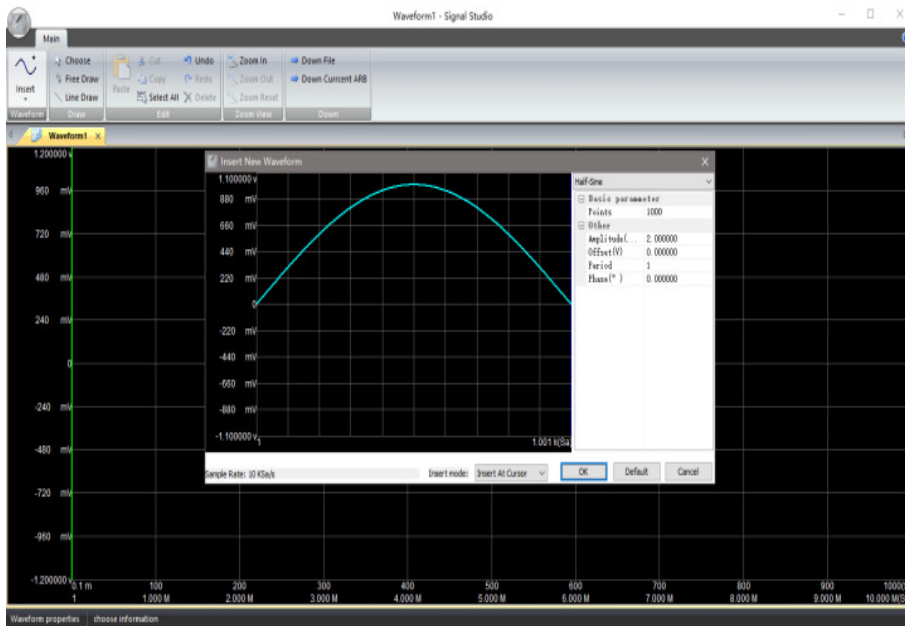 Waveform1 - Signal Studio
Main
Insert
Choose
Free Draw
Line Draw
Paste
Cut
Copy
Select All
Undo
Redo
Delete
Zoom In
Zoom Out
Zoom Reset
Down File
Down Currcent ARB
Waveform
Draw
Edit
Zoom View
Down
Waveform1 X
1.200000 v
960 mV
720 mV
480 mV
240 mV
0
-240 mV
-480 mV
-720 mV
-960 mV
-1.200000 v
Insert New Waveform
1.100000 v
880 mV
660 mV
440 mV
220 mV
0
-220 mV
-440 mV
-660 mV
-880 mV
-1.100000 v
1
1.001 k(Sa)
Half-Sine
Basic parameter
Points 1000
Other
Amplitude(... 2.000000
Offset(V) 0.000000
Period 1
Phase(° ) 0.000000
Sample Rate: 10 KSa/s
Insert mode: Insert At Cursor
OK
Default
Cancel
0.1 m 100 200 300 400 500 600 700 800 900 1000(
1 1.000 M 2.000 M 3.000 M 4.000 M 5.000 M 6.000 M 7.000 M 8.000 M 9.000 M 10.000 M(S
Waveform properties choose information